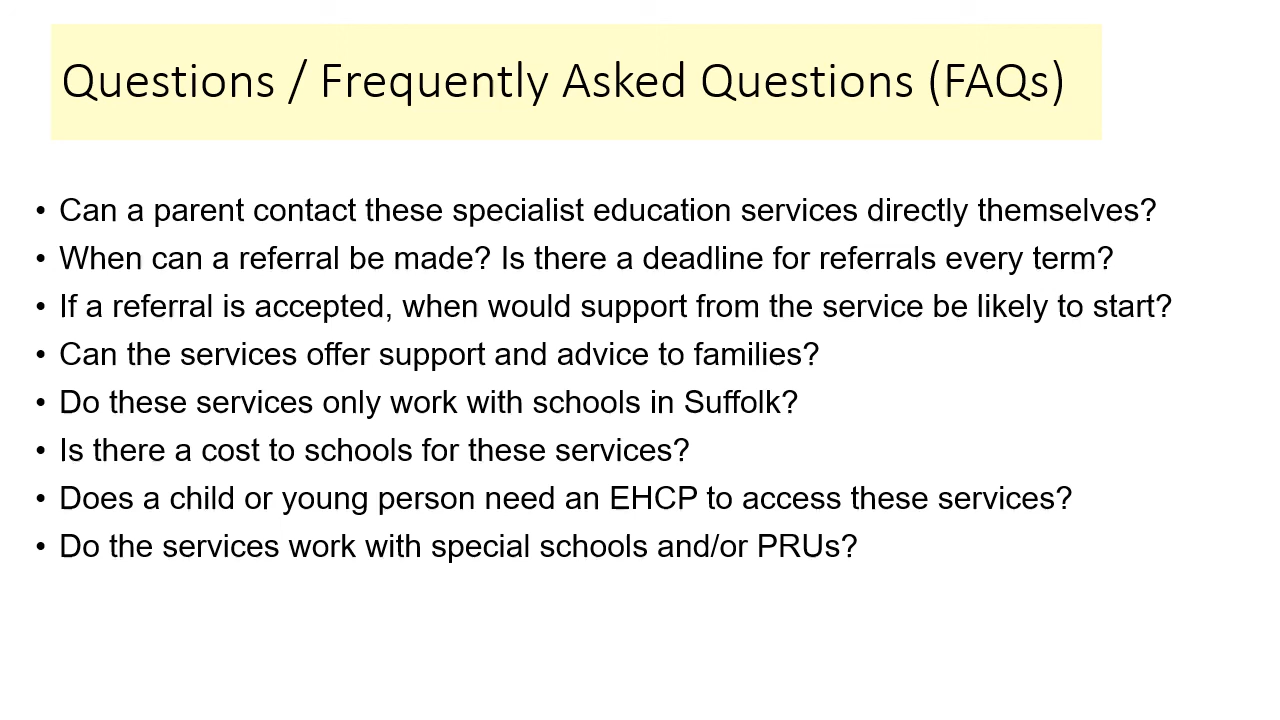 Questions / Frequently Asked Questions (FAQs)
• Can a parent contact these specialist education services directly themselves?
• When can a referral be made? Is there a deadline for referrals every term?
• If a referral is accepted, when would support from the service be likely to start?
• Can the services offer support and advice to families?
• Do these services only work with schools in Suffolk?
• Is there a cost to schools for these services?
• Does a child or young person need an EHCP to access these services?
• Do the services work with special schools and/or PRUs?